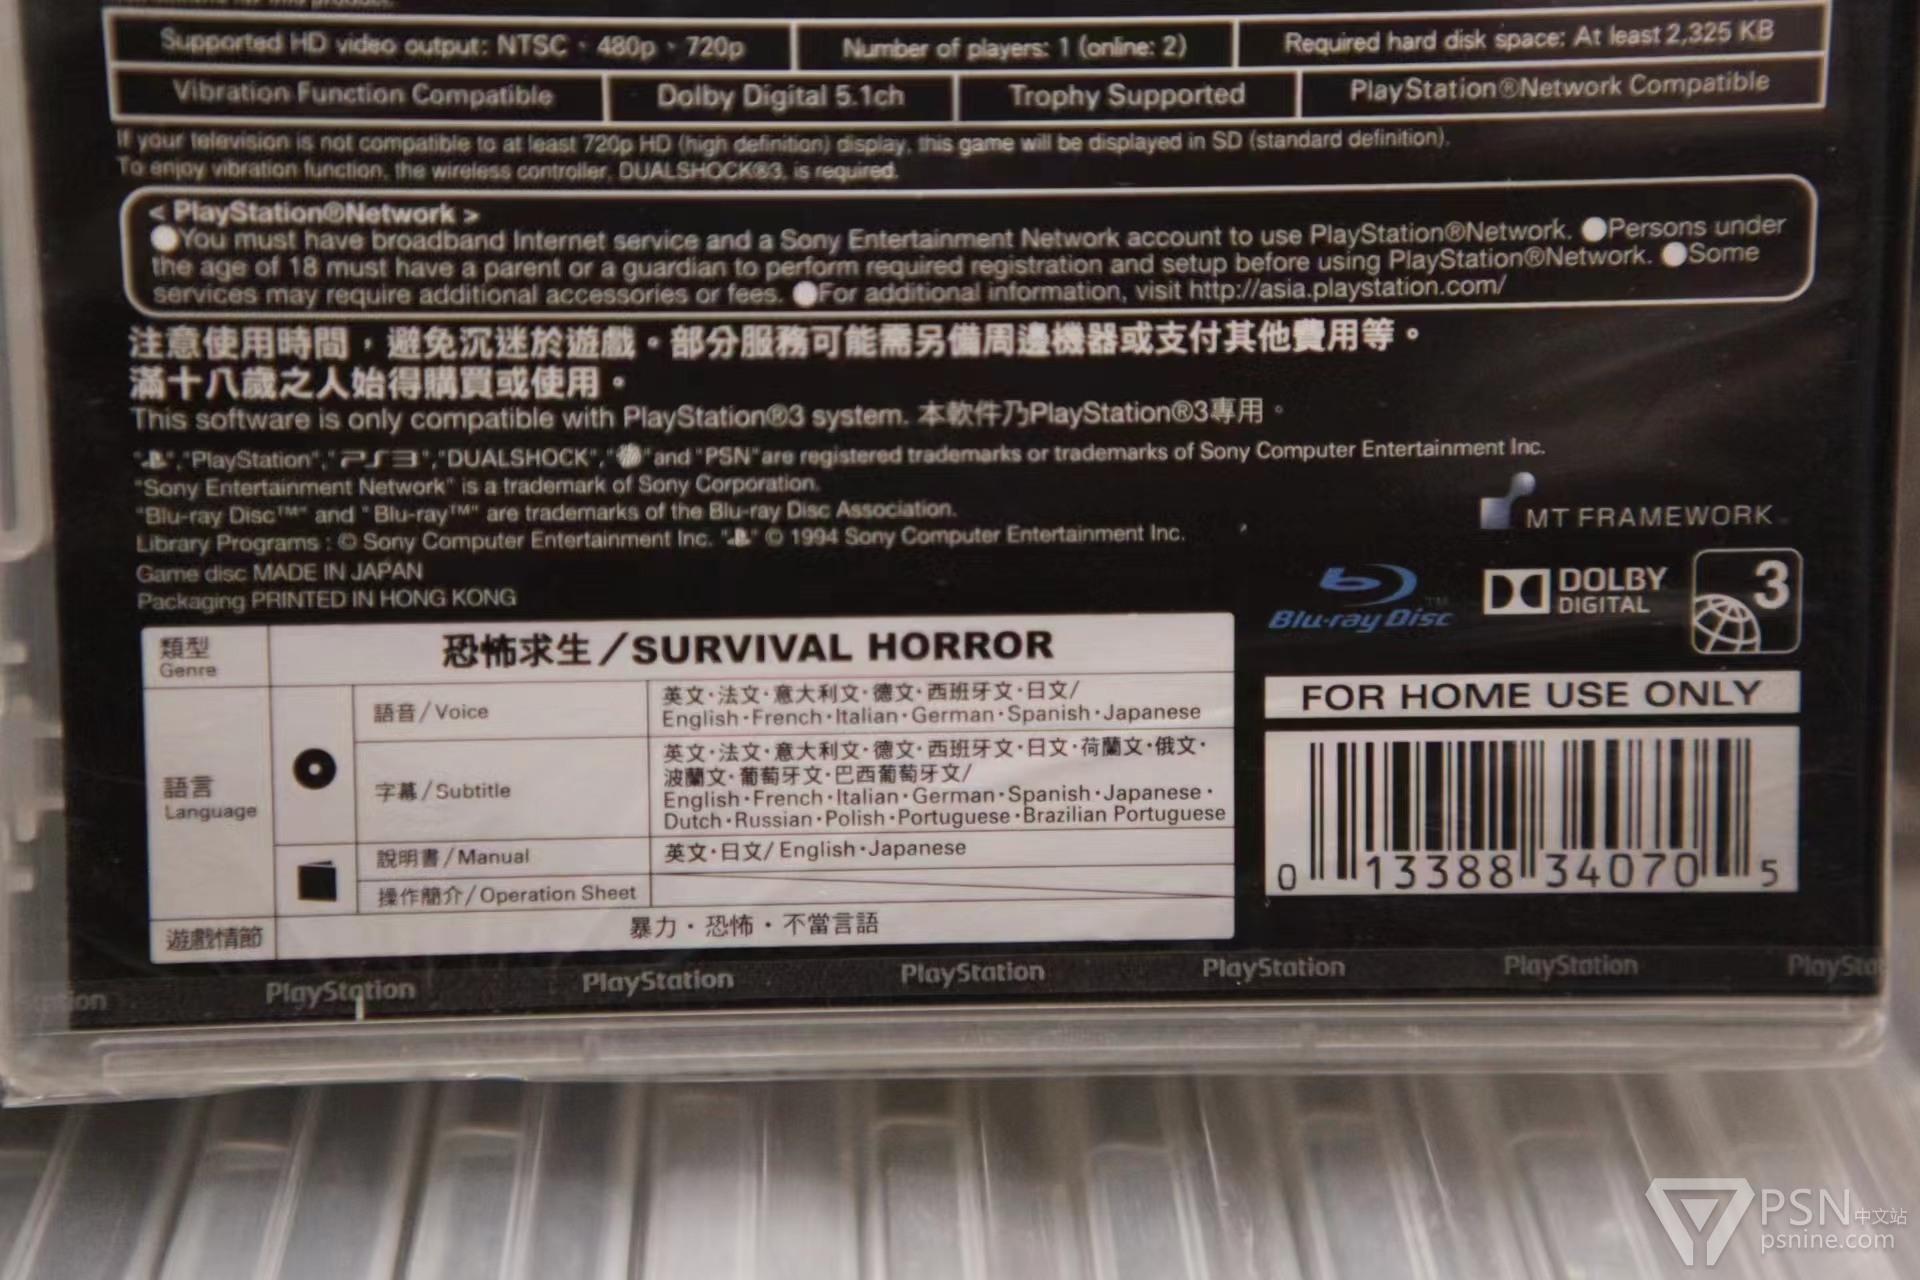 Supported HD video output: NTSC、480p、720p
Number of players: 1 (online: 2)
Required hard disk space: At least 2,325 KB
Vibration Function Compatible
Dolby Digital 5.1ch
Trophy Supported
PlayStation®Network Compatible
If your television is not compatible to at least 720p HD (high definition) display, this game will be displayed in SD (standard definition).
To enjoy vibration function, the wireless controller, DUALSHOCK®3, is required.
< PlayStation®Network >
●You must have broadband Internet service and a Sony Entertainment Network account to use PlayStation®Network. ●Persons under
the age of 18 must have a parent or a guardian to perform required registration and setup before using PlayStation®Network. ●Some
services may require additional accessories or fees. ●For additional information, visit http://asia.playstation.com/
注意使用時間，避免沉迷於遊戲。部分服務可能需另備周邊機器或支付其他費用等。
滿十八歲之人始得購買或使用。
This software is only compatible with PlayStation®3 system. 本軟件乃PlayStation®3專用。
" ", "PlayStation", "PS3", "DUALSHOCK", " " and "PSN" are registered trademarks or trademarks of Sony Computer Entertainment Inc.
"Sony Entertainment Network" is a trademark of Sony Corporation.
"Blu-ray Disc™" and "Blu-ray™" are trademarks of the Blu-ray Disc Association.
Library Programs : © Sony Computer Entertainment Inc. " " © 1994 Sony Computer Entertainment Inc.
Game disc MADE IN JAPAN
Packaging PRINTED IN HONG KONG
MT FRAMEWORK
Blu-ray Disc™
DOLBY
DIGITAL
3
類型
Genre
恐怖求生/SURVIVAL HORROR
語言
Language
語音/Voice
英文·法文·意大利文·德文·西班牙文·日文/
English·French·Italian·German·Spanish·Japanese
字幕/Subtitle
英文·法文·意大利文·德文·西班牙文·日文·荷蘭文·俄文·
波蘭文·葡萄牙文·巴西葡萄牙文/
English·French·Italian·German·Spanish·Japanese·
Dutch·Russian·Polish·Portuguese·Brazilian Portuguese
說明書/Manual
英文·日文/ English·Japanese
操作簡介/Operation Sheet
遊戲情節
暴力·恐怖·不當言語
FOR HOME USE ONLY
0 13388 34070 5
PlayStation
PlayStation
PlayStation
PlayStation
PlayStation
PSN中文站
psnine.com